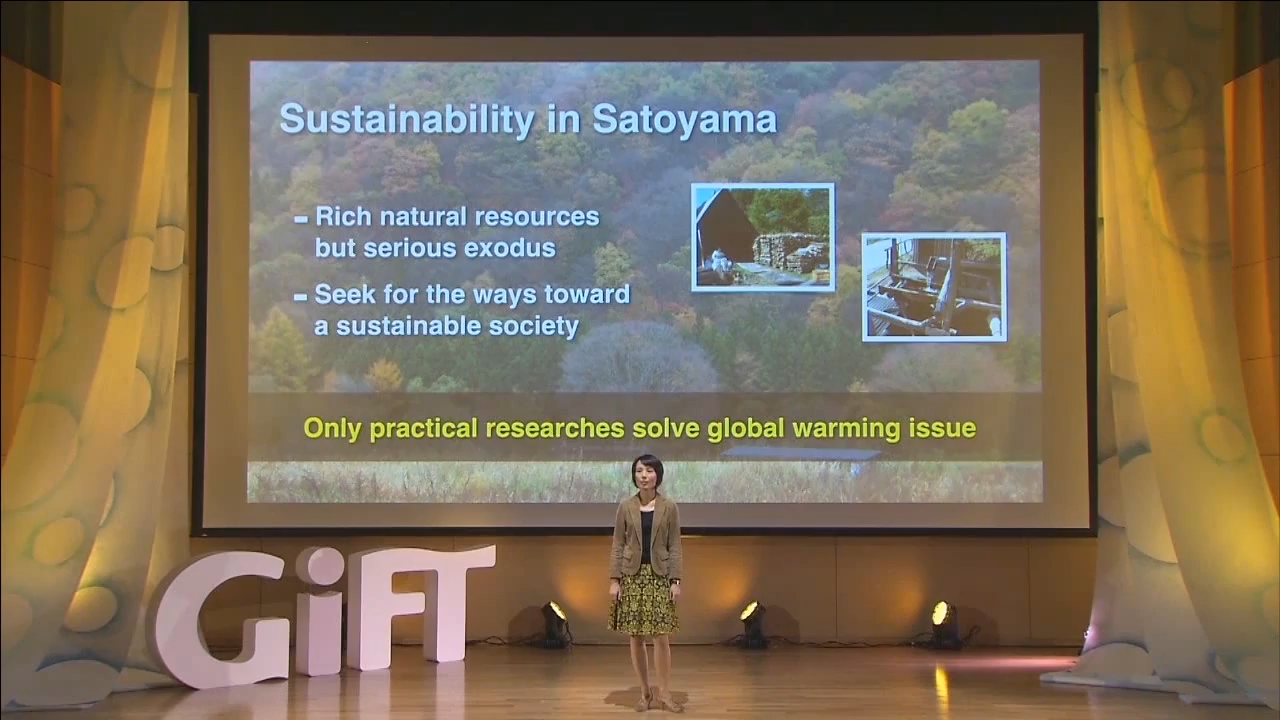 Sustainability in Satoyama
- Rich natural resources
but serious exodus
- Seek for the ways toward
a sustainable society
Only practical researches solve global warming issue
GiFT